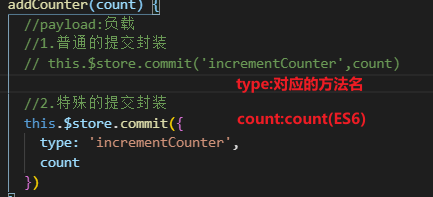 addCounter(count) {
//payload:负载
//1.普通的提交封装
// this.$store.commit('incrementCounter',count)
type:对应的方法名
//2.特殊的提交封装
this.$store.commit({
count:count(ES6)
type: 'incrementCounter',
count
})